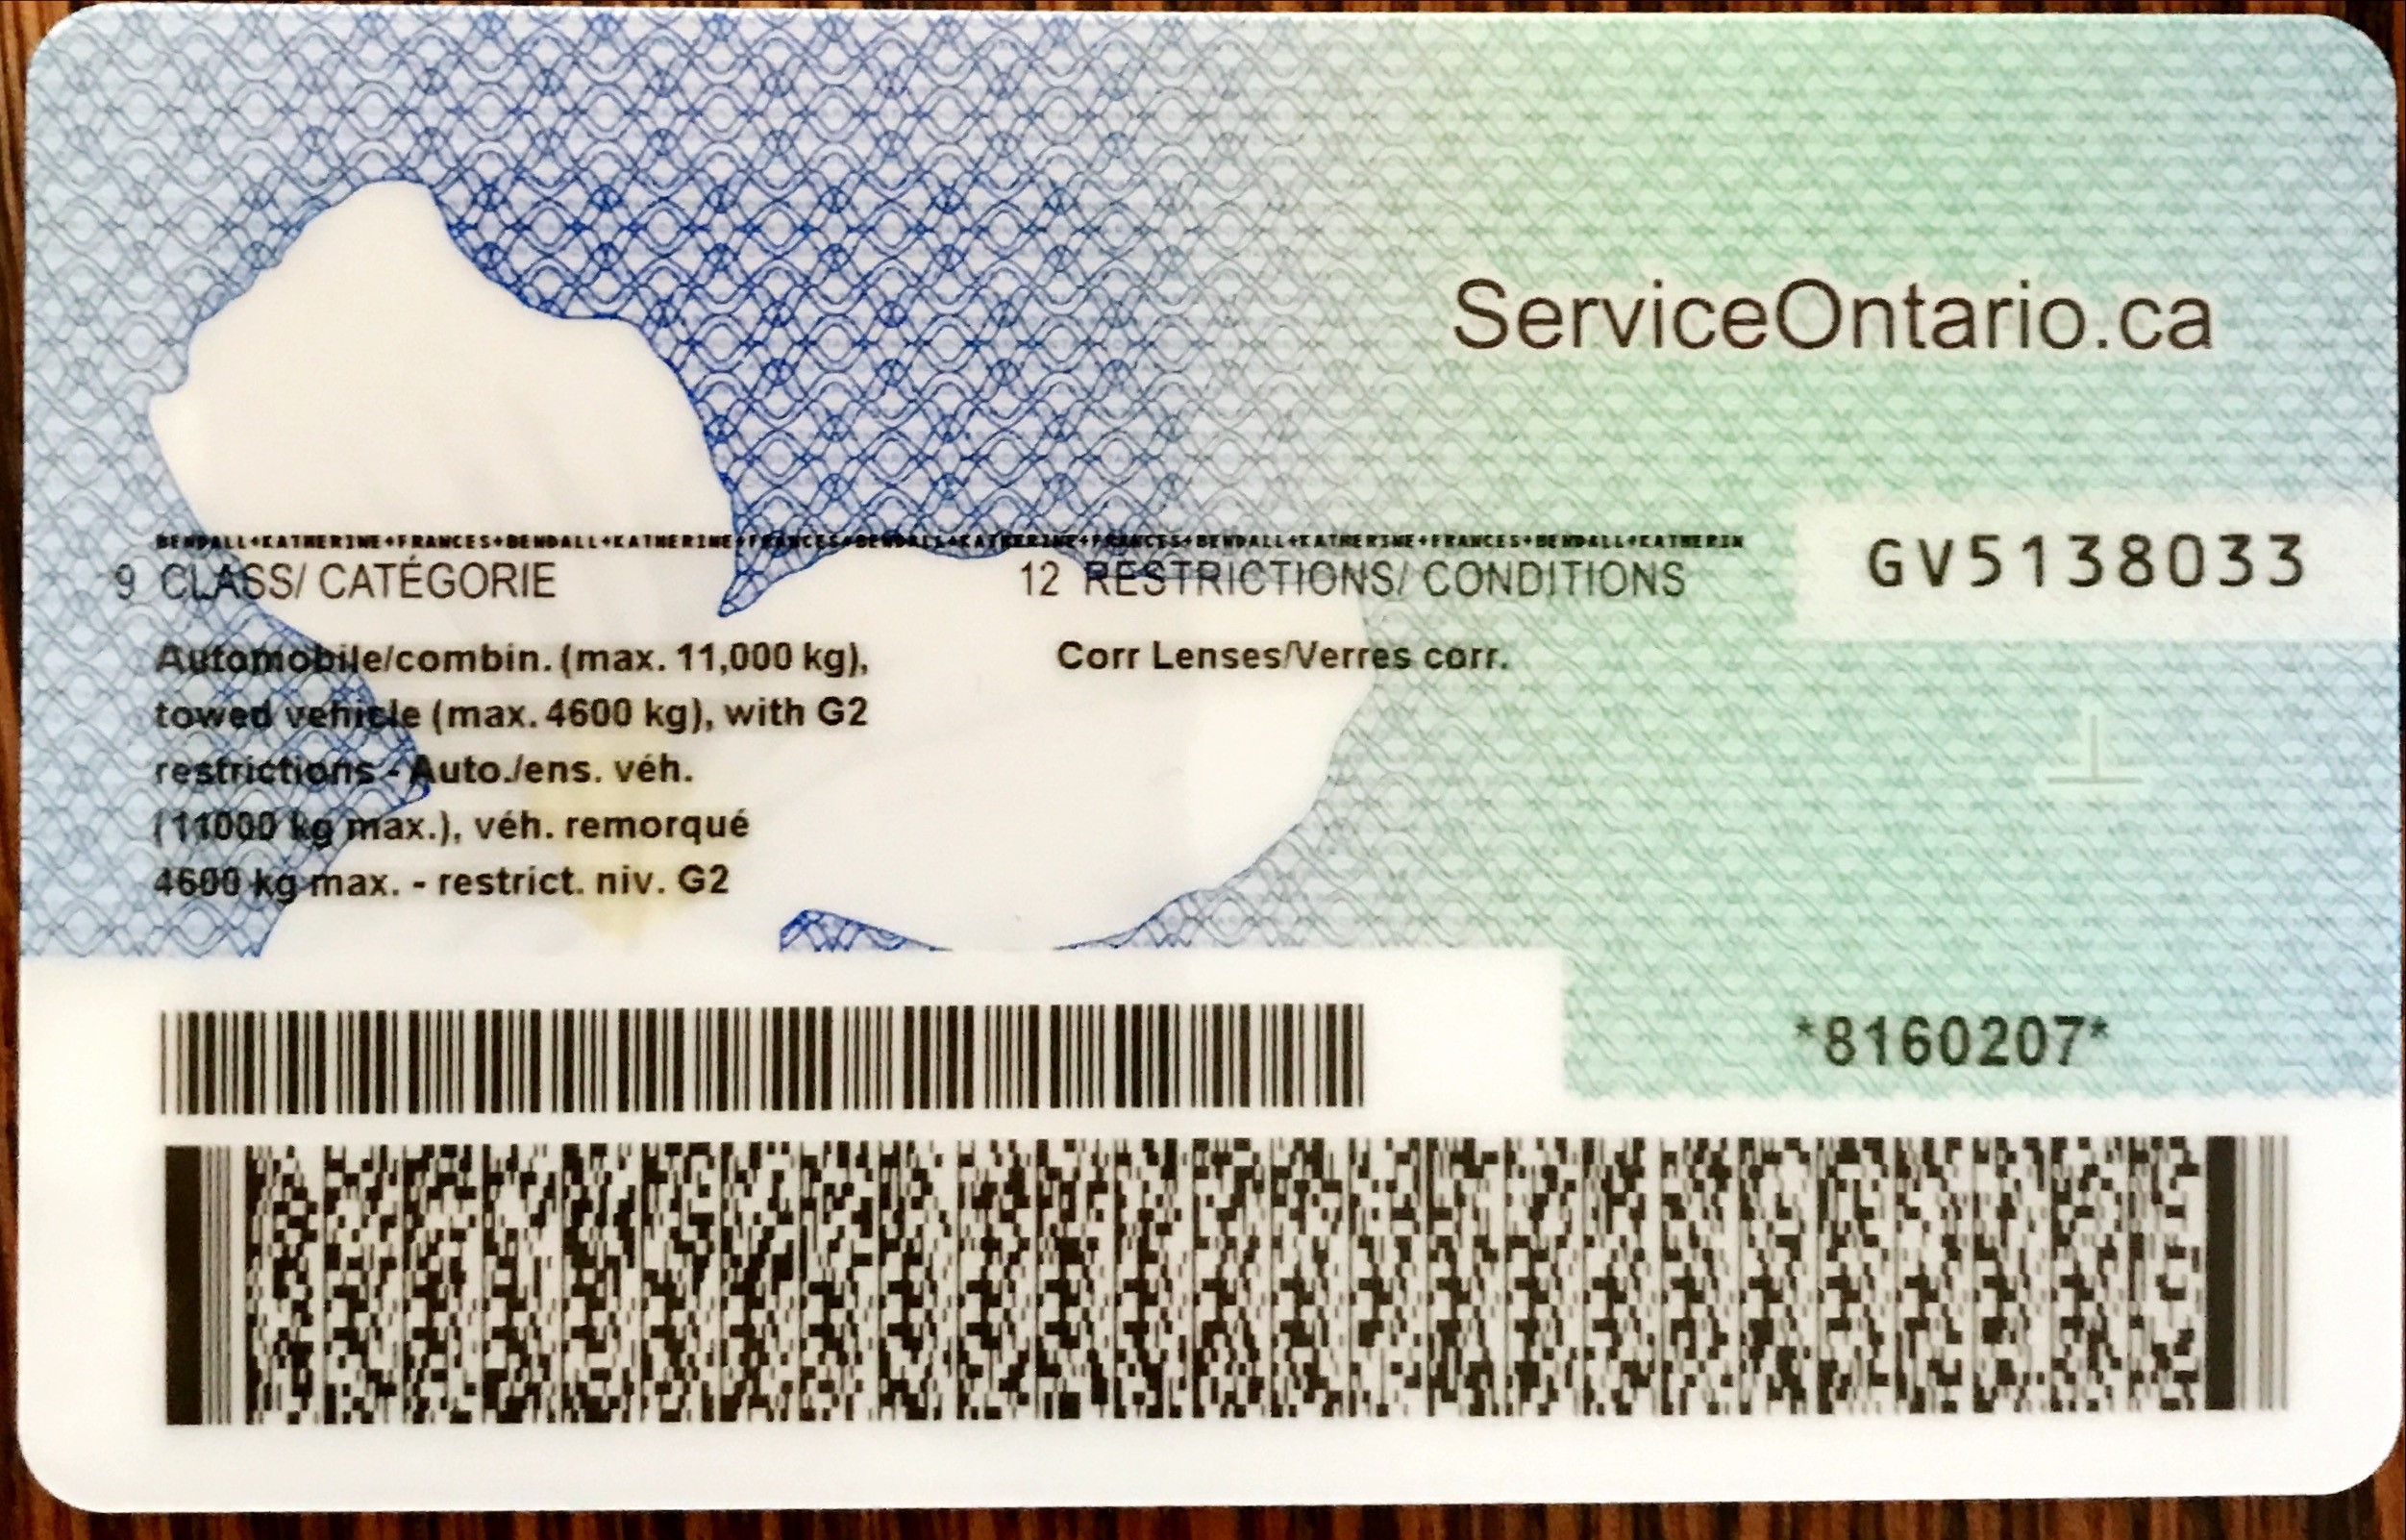 ServiceOntario.ca
BENDALL+KATHERINE+FRANCES+BENDALL+KATHERINE+FRANCES+BENDALL+KATHERINE+FRANCES+BENDALL+KATHERINE+FRANCES+BENDALL+KATHERIN
GV5138033
9 CLASS/ CATÉGORIE
12 RESTRICTIONS/ CONDITIONS
Automobile/combin. (max. 11,000 kg),
towed vehicle (max. 4600 kg), with G2
restrictions - Auto./ens. véh.
(11000 kg max.), véh. remorqué
4600 kg max. - restrict. niv. G2
Corr Lenses/Verres corr.
*8160207*